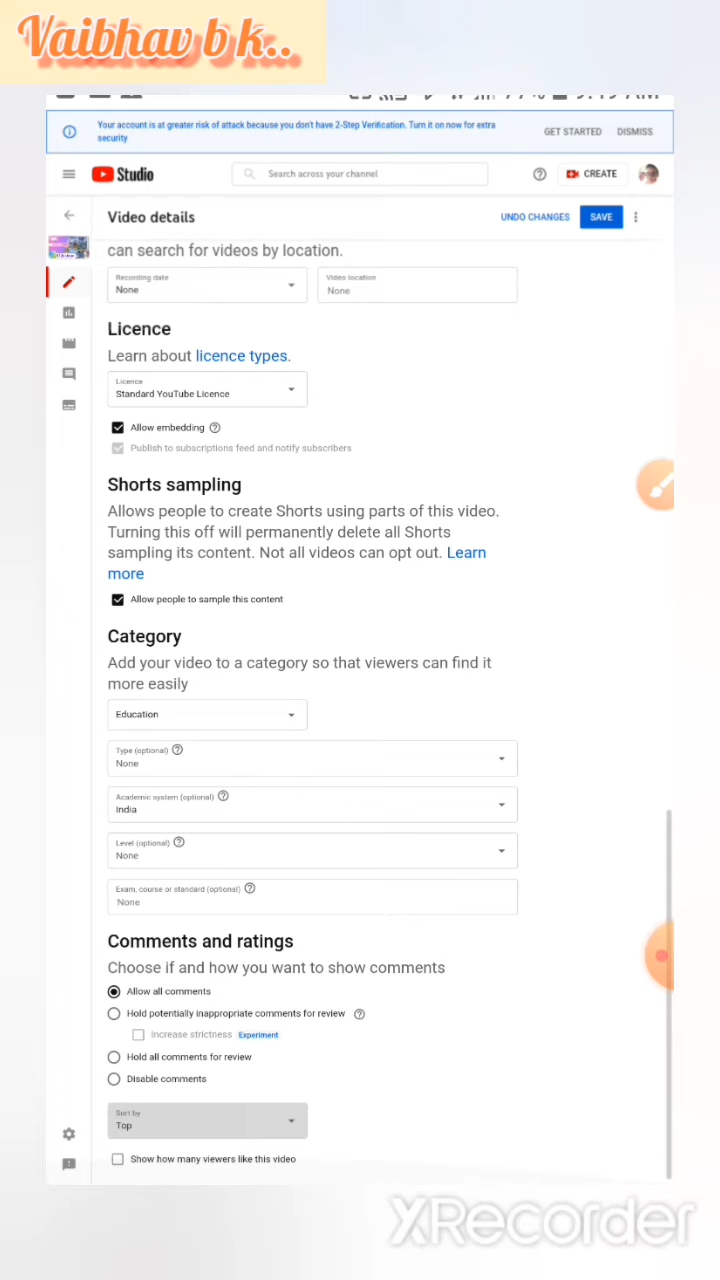 Vaibhav b k..
Your account is at greater risk of attack because you don't have 2-Step Verification. Turn it on now for extra
security
GET STARTED
DISMISS
Studio
Search across your channel
CREATE
Video details
UNDO CHANGES
SAVE
can search for videos by location.
Recording date
None
Video location
None
Licence
Learn about licence types.
Licence
Standard YouTube Licence
Allow embedding
Publish to subscriptions feed and notify subscribers
Shorts sampling
Allows people to create Shorts using parts of this video.
Turning this off will permanently delete all Shorts
sampling its content. Not all videos can opt out. Learn
more
Allow people to sample this content
Category
Add your video to a category so that viewers can find it
more easily
Education
Type (optional)
None
Academic system (optional)
India
Level (optional)
None
Exam, course or standard (optional)
None
Comments and ratings
Choose if and how you want to show comments
Allow all comments
Hold potentially inappropriate comments for review
Increase strictness Experiment
Hold all comments for review
Disable comments
Sort by
Top
Show how many viewers like this video
XRecorder